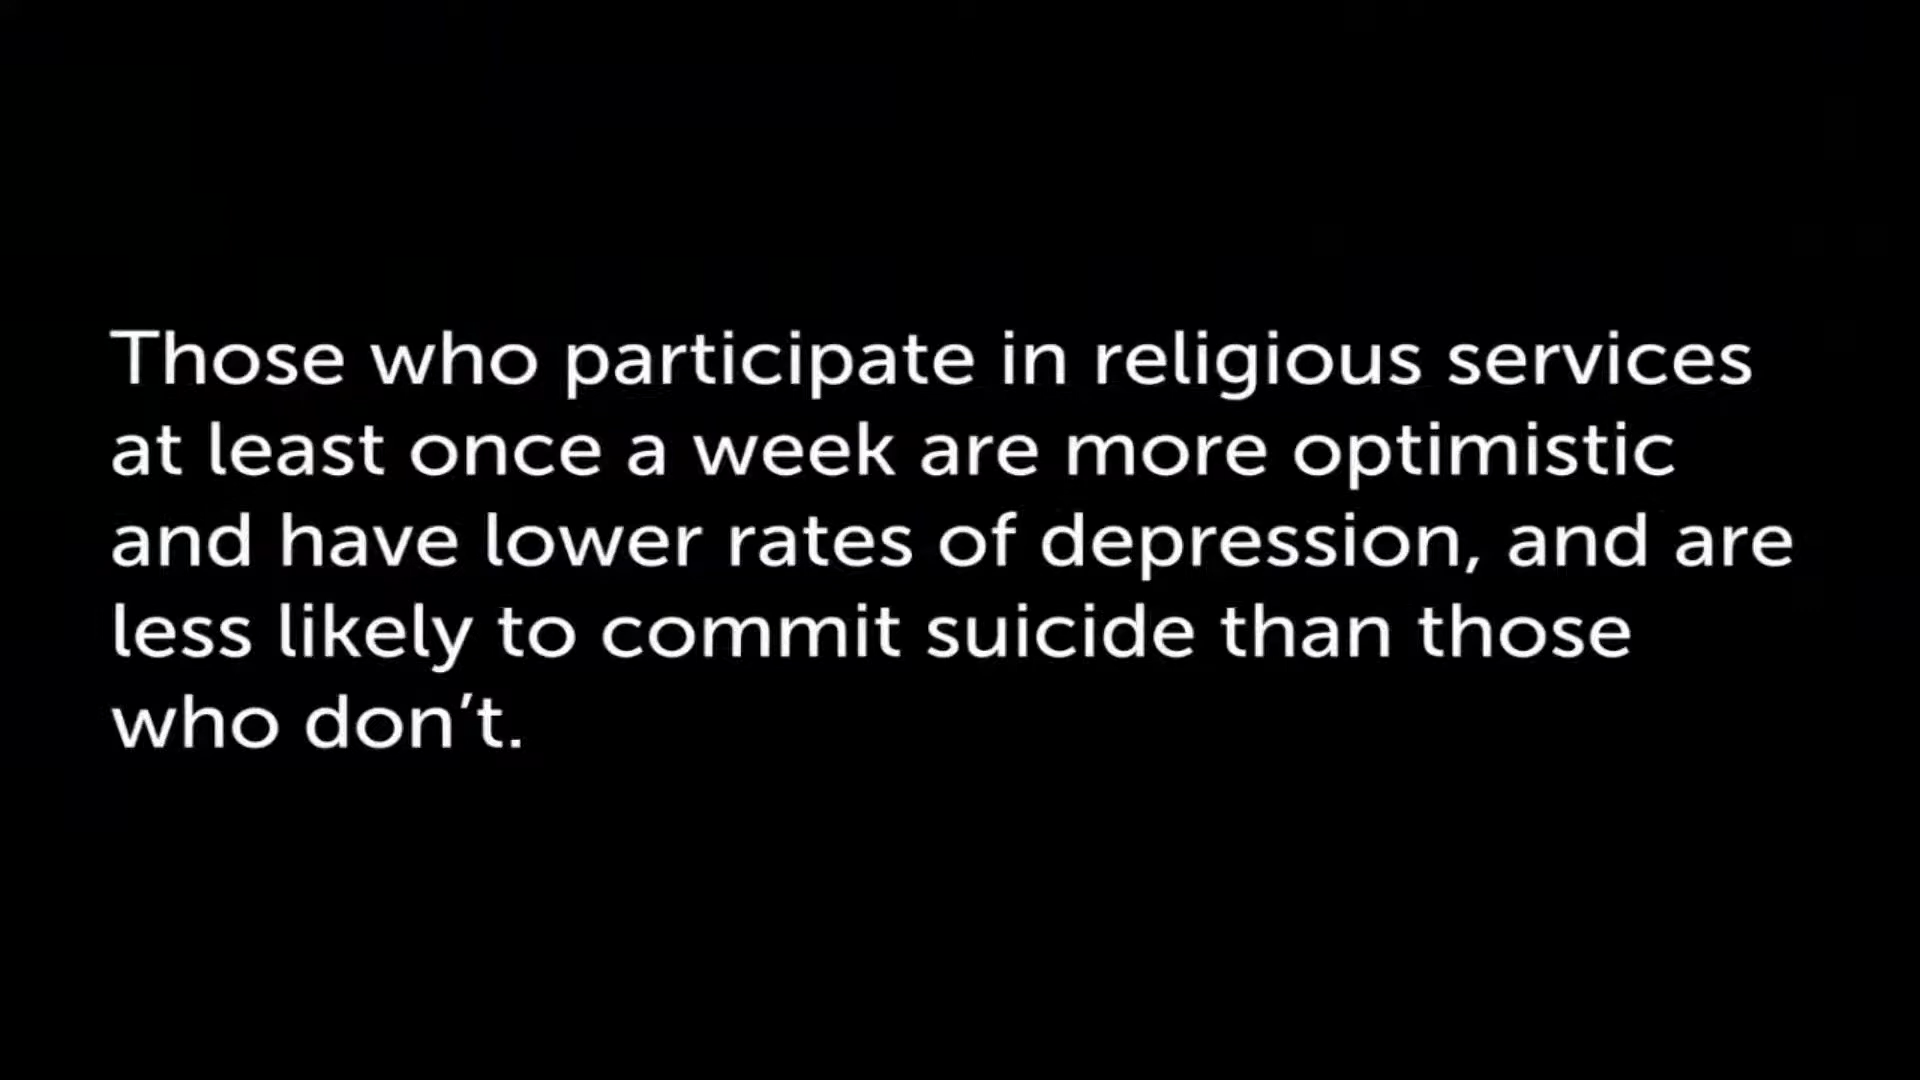 Those who participate in religious services
at least once a week are more optimistic
and have lower rates of depression, and are
less likely to commit suicide than those
who don’t.